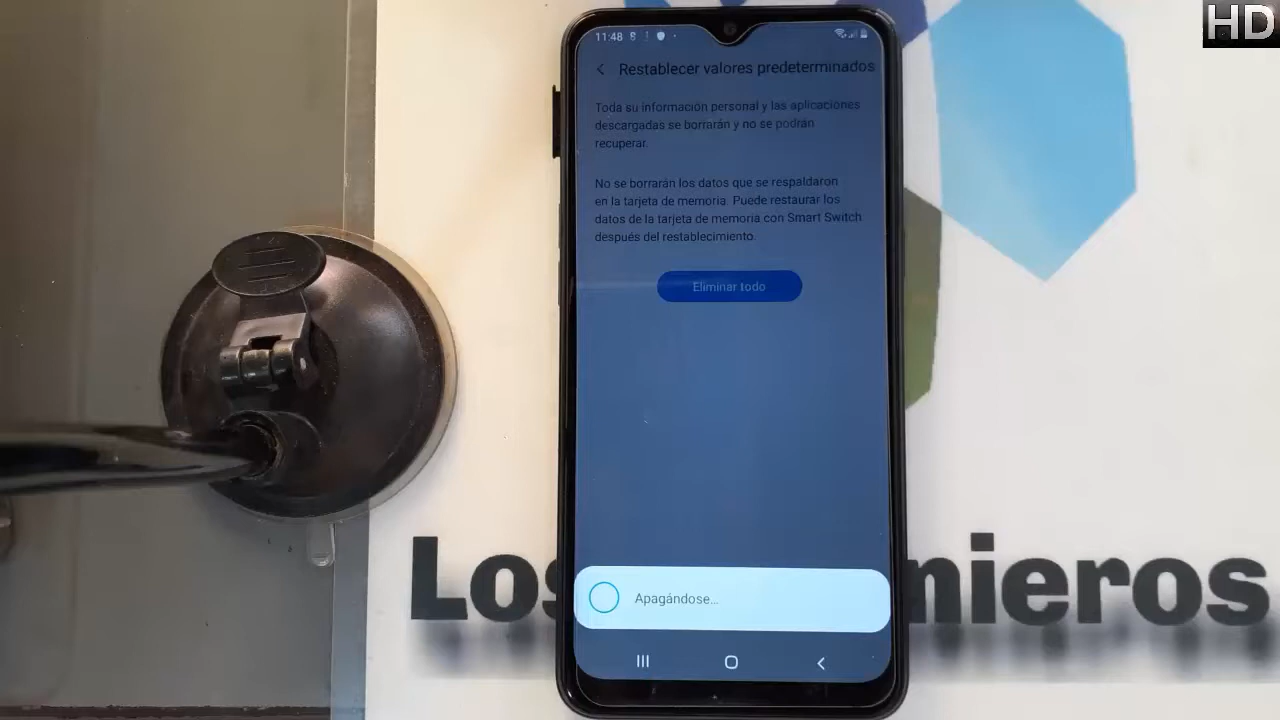 HD
11:48
Restablecer valores predeterminados
Toda su información personal y las aplicaciones
descargadas se borrarán y no se podrán
recuperar.
No se borrarán los datos que se respaldaron
en la tarjeta de memoria. Puede restaurar los
datos de la tarjeta de memoria con Smart Switch
después del restablecimiento.
Eliminar todo
Los nieros
Apagándose...